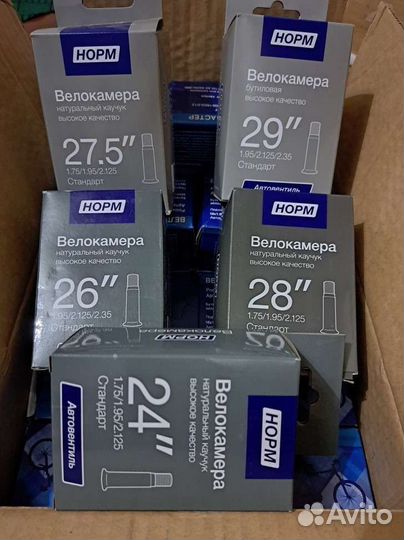 НОРМ
Велокамера
натуральный каучук
высокое качество
27.5″
1.75/1.95/2.125
Стандарт
НОРМ
Велокамера
бутиловая
высокое качество
29″
1.95/2.125/2.35
Стандарт
Автовентиль
БАСТЕР
НОРМ
Велокамера
натуральный каучук
высокое качество
26″
1.95/2.125/2.35
Стандарт
НОРМ
Велокамера
натуральный каучук
высокое качество
28″
1.75/1.95/2.125
Стандарт
Велокамера
НОРМ
Велокамера
натуральный каучук
высокое качество
24″
1.75/1.95/2.125
Стандарт
Автовентиль
Avito